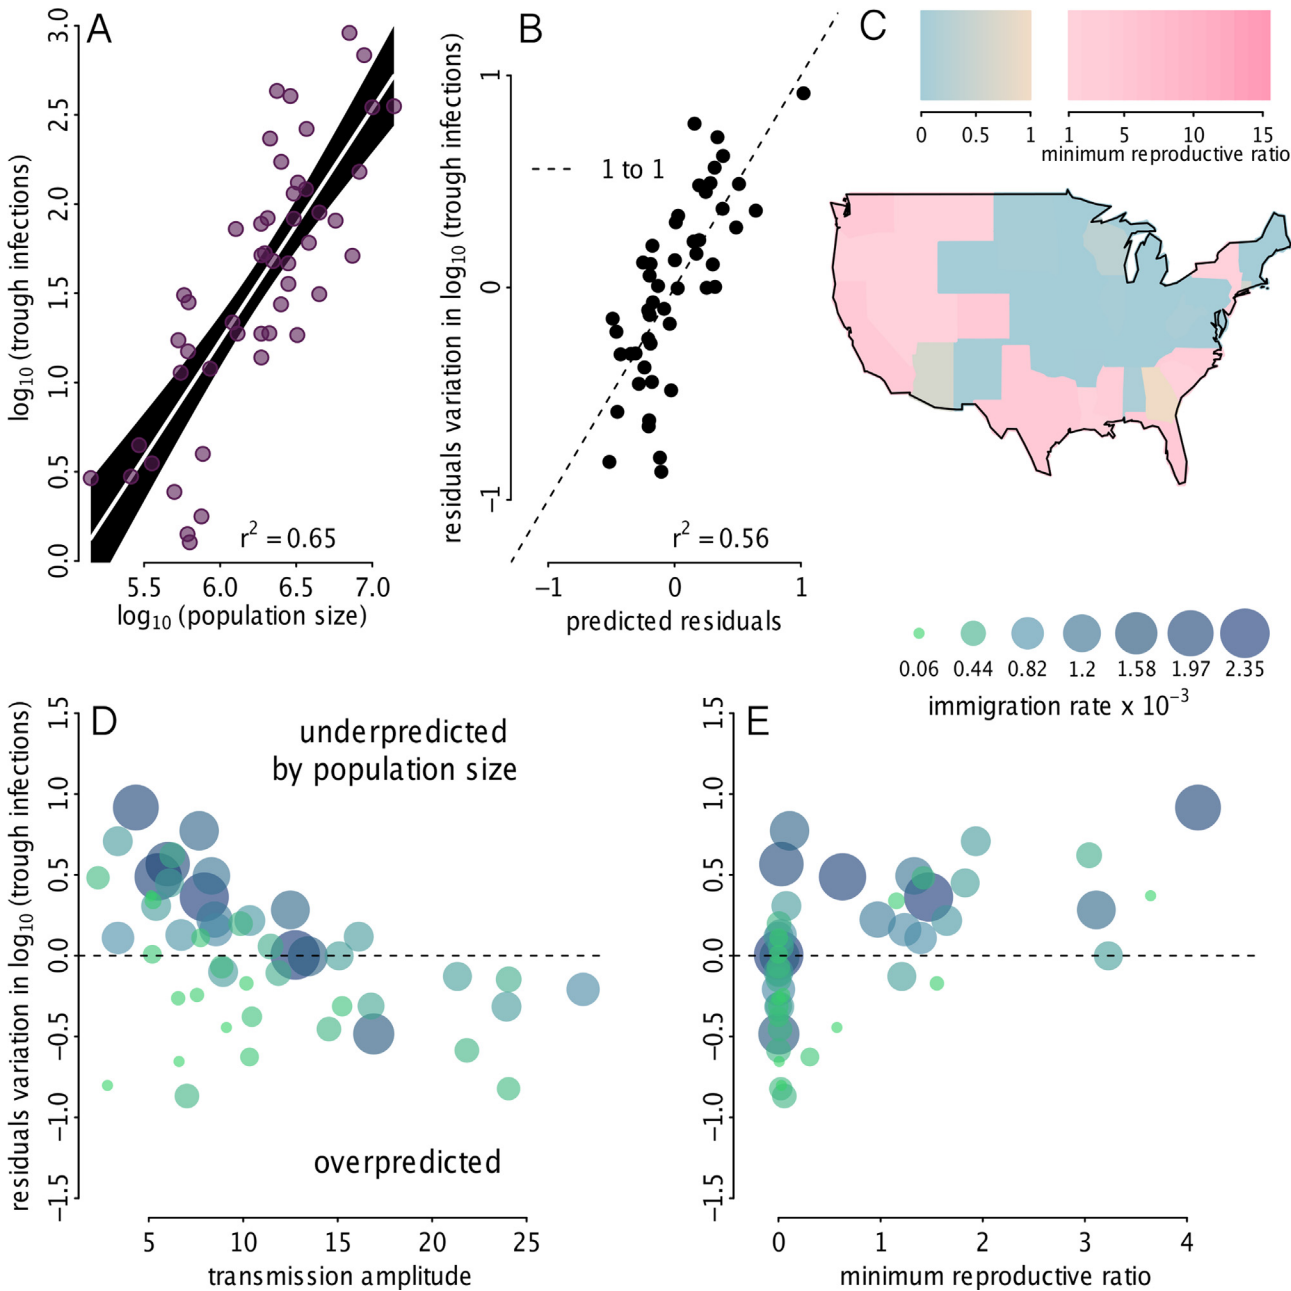 A
log₁₀ (trough infections)
3.0
2.5
2.0
1.5
1.0
0.5
0.0
r² = 0.65
5.5 6.0 6.5 7.0
log₁₀ (population size)
B
residuals variation in log₁₀ (trough infections)
1
0
−1
1 to 1
r² = 0.56
−1 0 1
predicted residuals
C
0 0.5 1
1 5 10 15
minimum reproductive ratio
0.06 0.44 0.82 1.2 1.58 1.97 2.35
immigration rate x 10⁻³
D
residuals variation in log₁₀ (trough infections)
1.5
1.0
0.5
0.0
−0.5
−1.0
−1.5
underpredicted
by population size
overpredicted
5 10 15 20 25
transmission amplitude
E
1.5
1.0
0.5
0.0
−0.5
−1.0
−1.5
0 1 2 3 4
minimum reproductive ratio